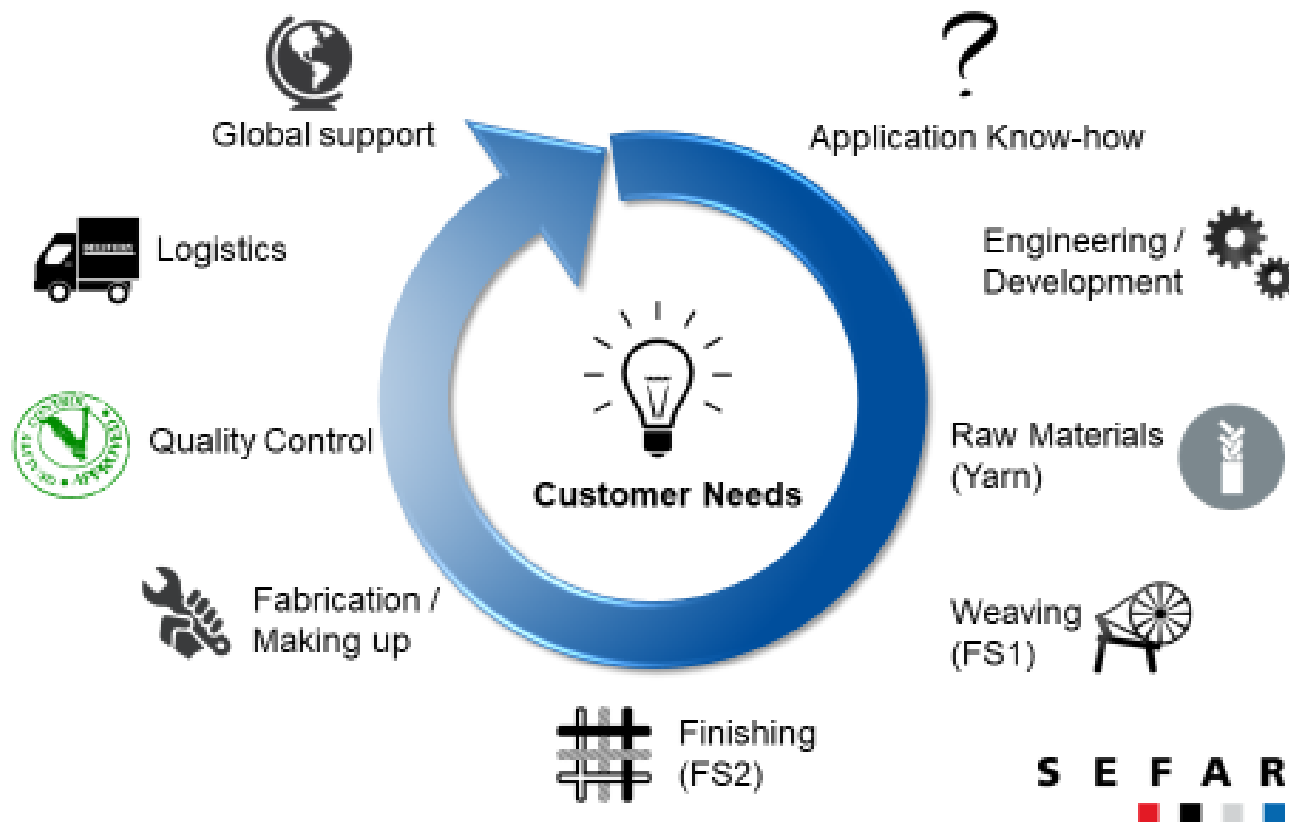 Global support
Application Know-how
Engineering /
Development
Raw Materials
(Yarn)
Weaving
(FS1)
Finishing
(FS2)
Fabrication /
Making up
Quality Control
Logistics
Customer Needs
SEFAR